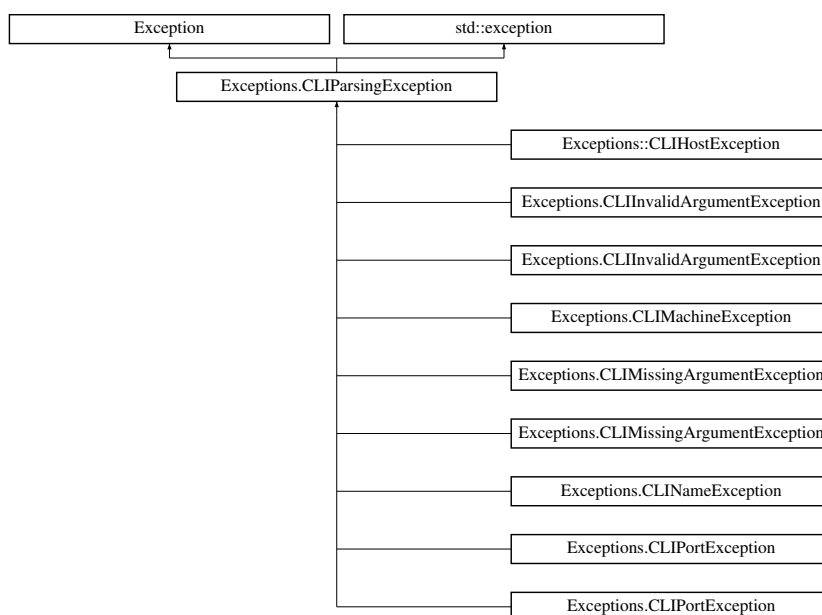 Exception
std::exception
Exceptions.CLIParsingException
Exceptions::CLIHostException
Exceptions.CLIInvalidArgumentException
Exceptions.CLIInvalidArgumentException
Exceptions.CLIMachineException
Exceptions.CLIMissingArgumentException
Exceptions.CLIMissingArgumentException
Exceptions.CLINameException
Exceptions.CLIPortException
Exceptions.CLIPortException